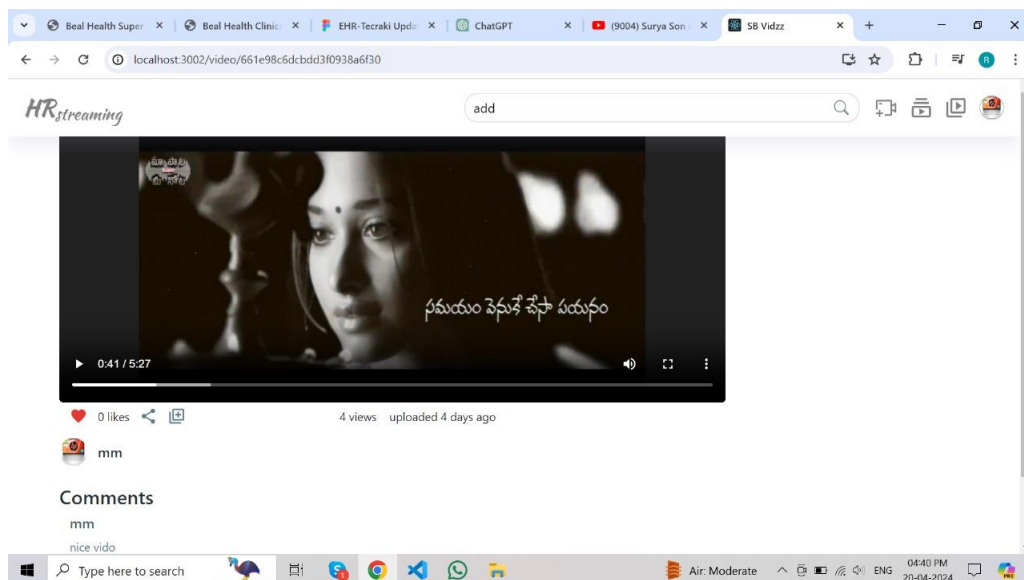 Beal Health Super
Beal Health Clinic
EHR-Tecraki Upda
ChatGPT
(9004) Surya Son
SB Vidzz
localhost:3002/video/661e98c6dcbdd3f0938a6f30
R
HRstreaming
add
సమయం వెనుకే చేసా పయనం
0:41 / 5:27
0 likes
4 views uploaded 4 days ago
mm
Comments
mm
nice vido
Type here to search
Air: Moderate
ENG
04:40 PM
20-04-2024